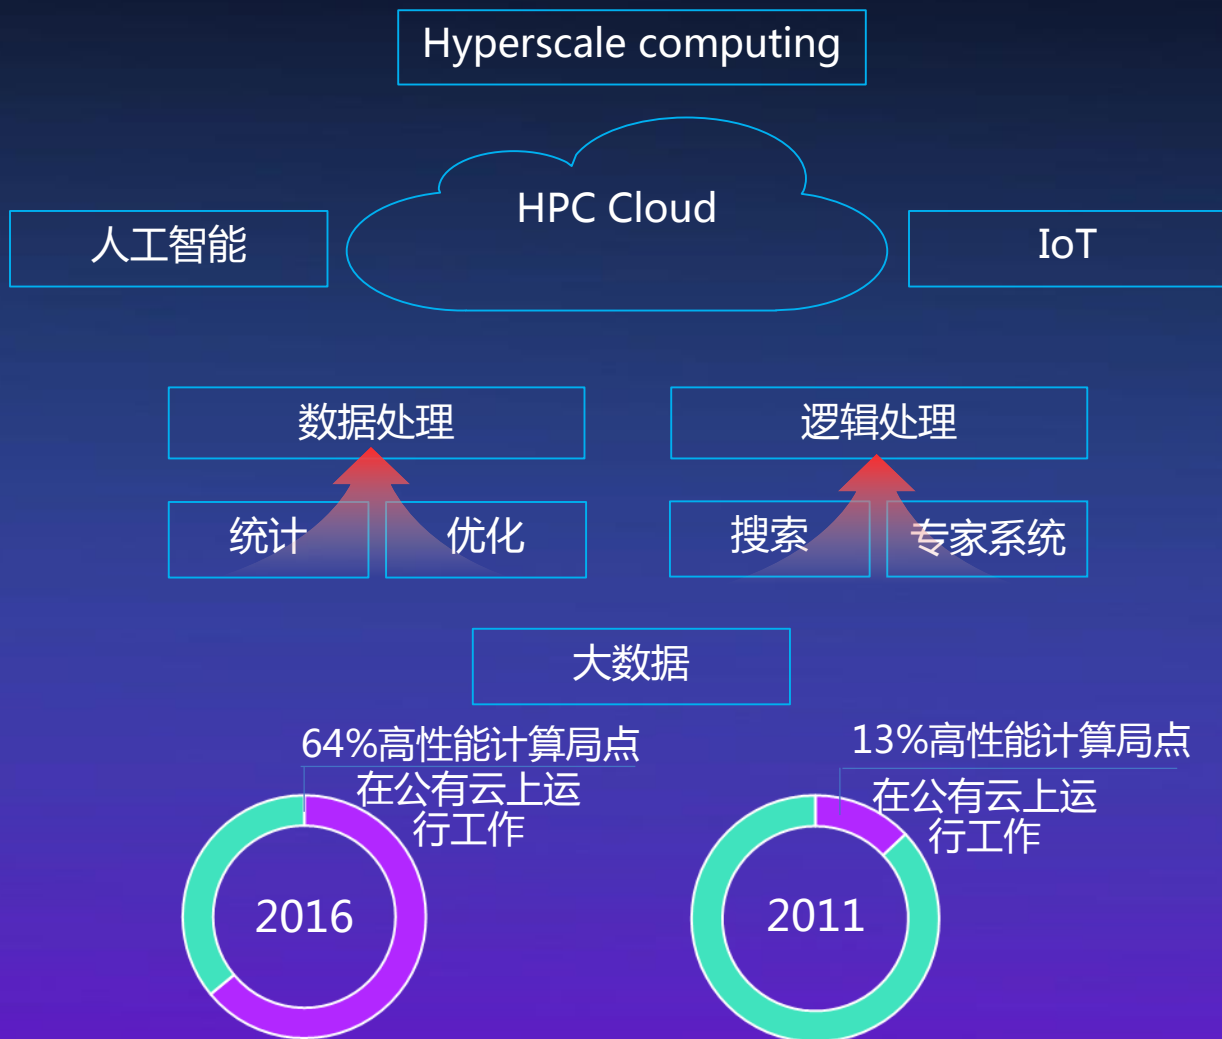 Hyperscale computing
HPC Cloud
人工智能
IoT
数据处理
逻辑处理
统计
优化
搜索
专家系统
大数据
64%高性能计算局点
在公有云上运
行工作
2016
13%高性能计算局点
在公有云上运
行工作
2011